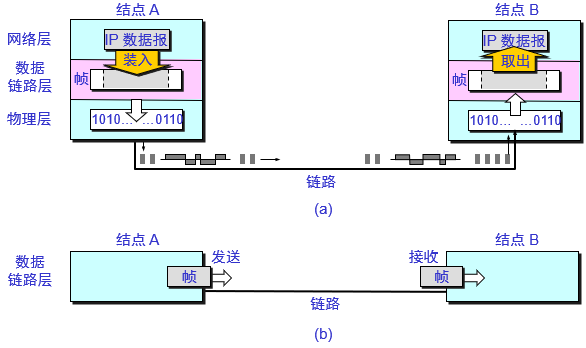 结点 A
结点 B
网络层
IP 数据报
IP 数据报
装入
取出
数据
链路层
帧
物理层
1010… …0110
1010… …0110
链路
(a)
结点 A
结点 B
数据
链路层
发送
接收
帧
帧
链路
(b)